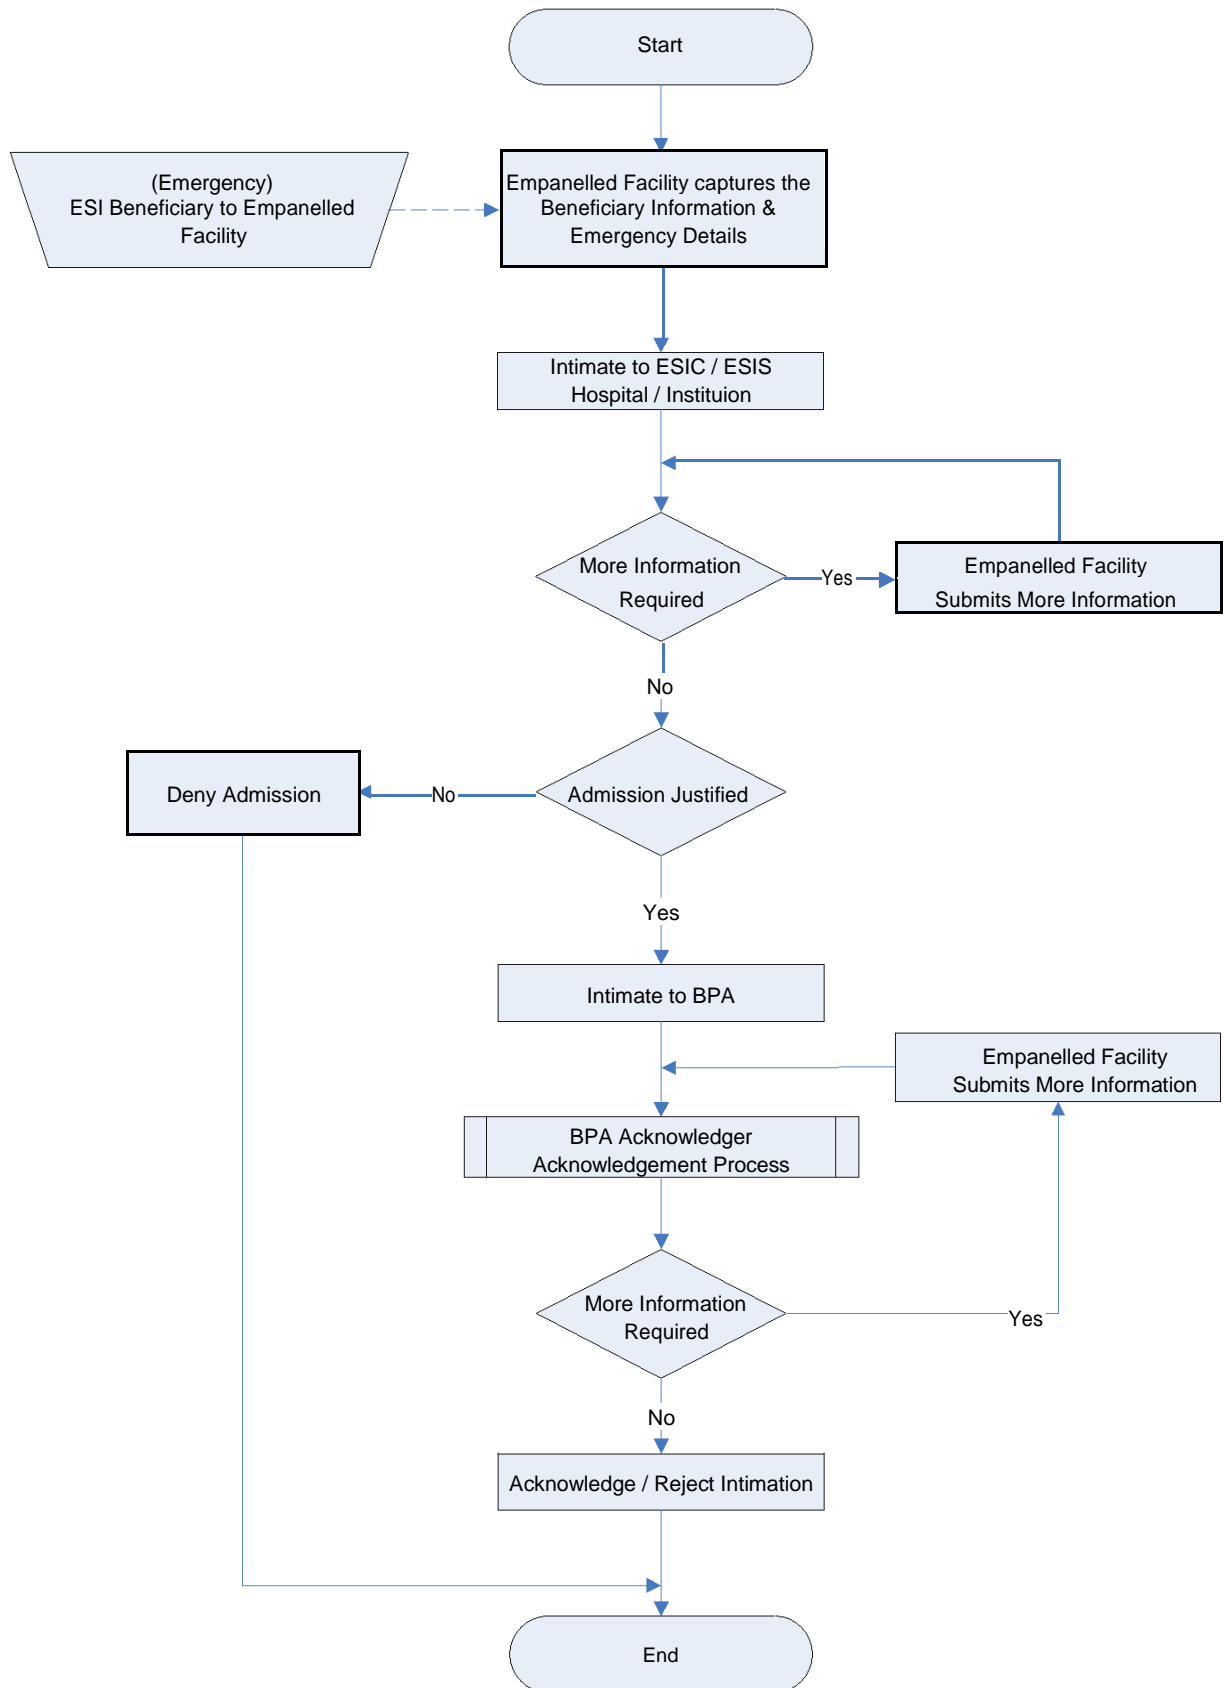 Start
(Emergency)
ESI Beneficiary to Empanelled
Facility
Empanelled Facility captures the
Beneficiary Information &
Emergency Details
Intimate to ESIC / ESIS
Hospital / Instituion
More Information
Required
Yes
Empanelled Facility
Submits More Information
No
Deny Admission
No
Admission Justified
Yes
Intimate to BPA
Empanelled Facility
Submits More Information
BPA Acknowledger
Acknowledgement Process
More Information
Required
Yes
No
Acknowledge / Reject Intimation
End